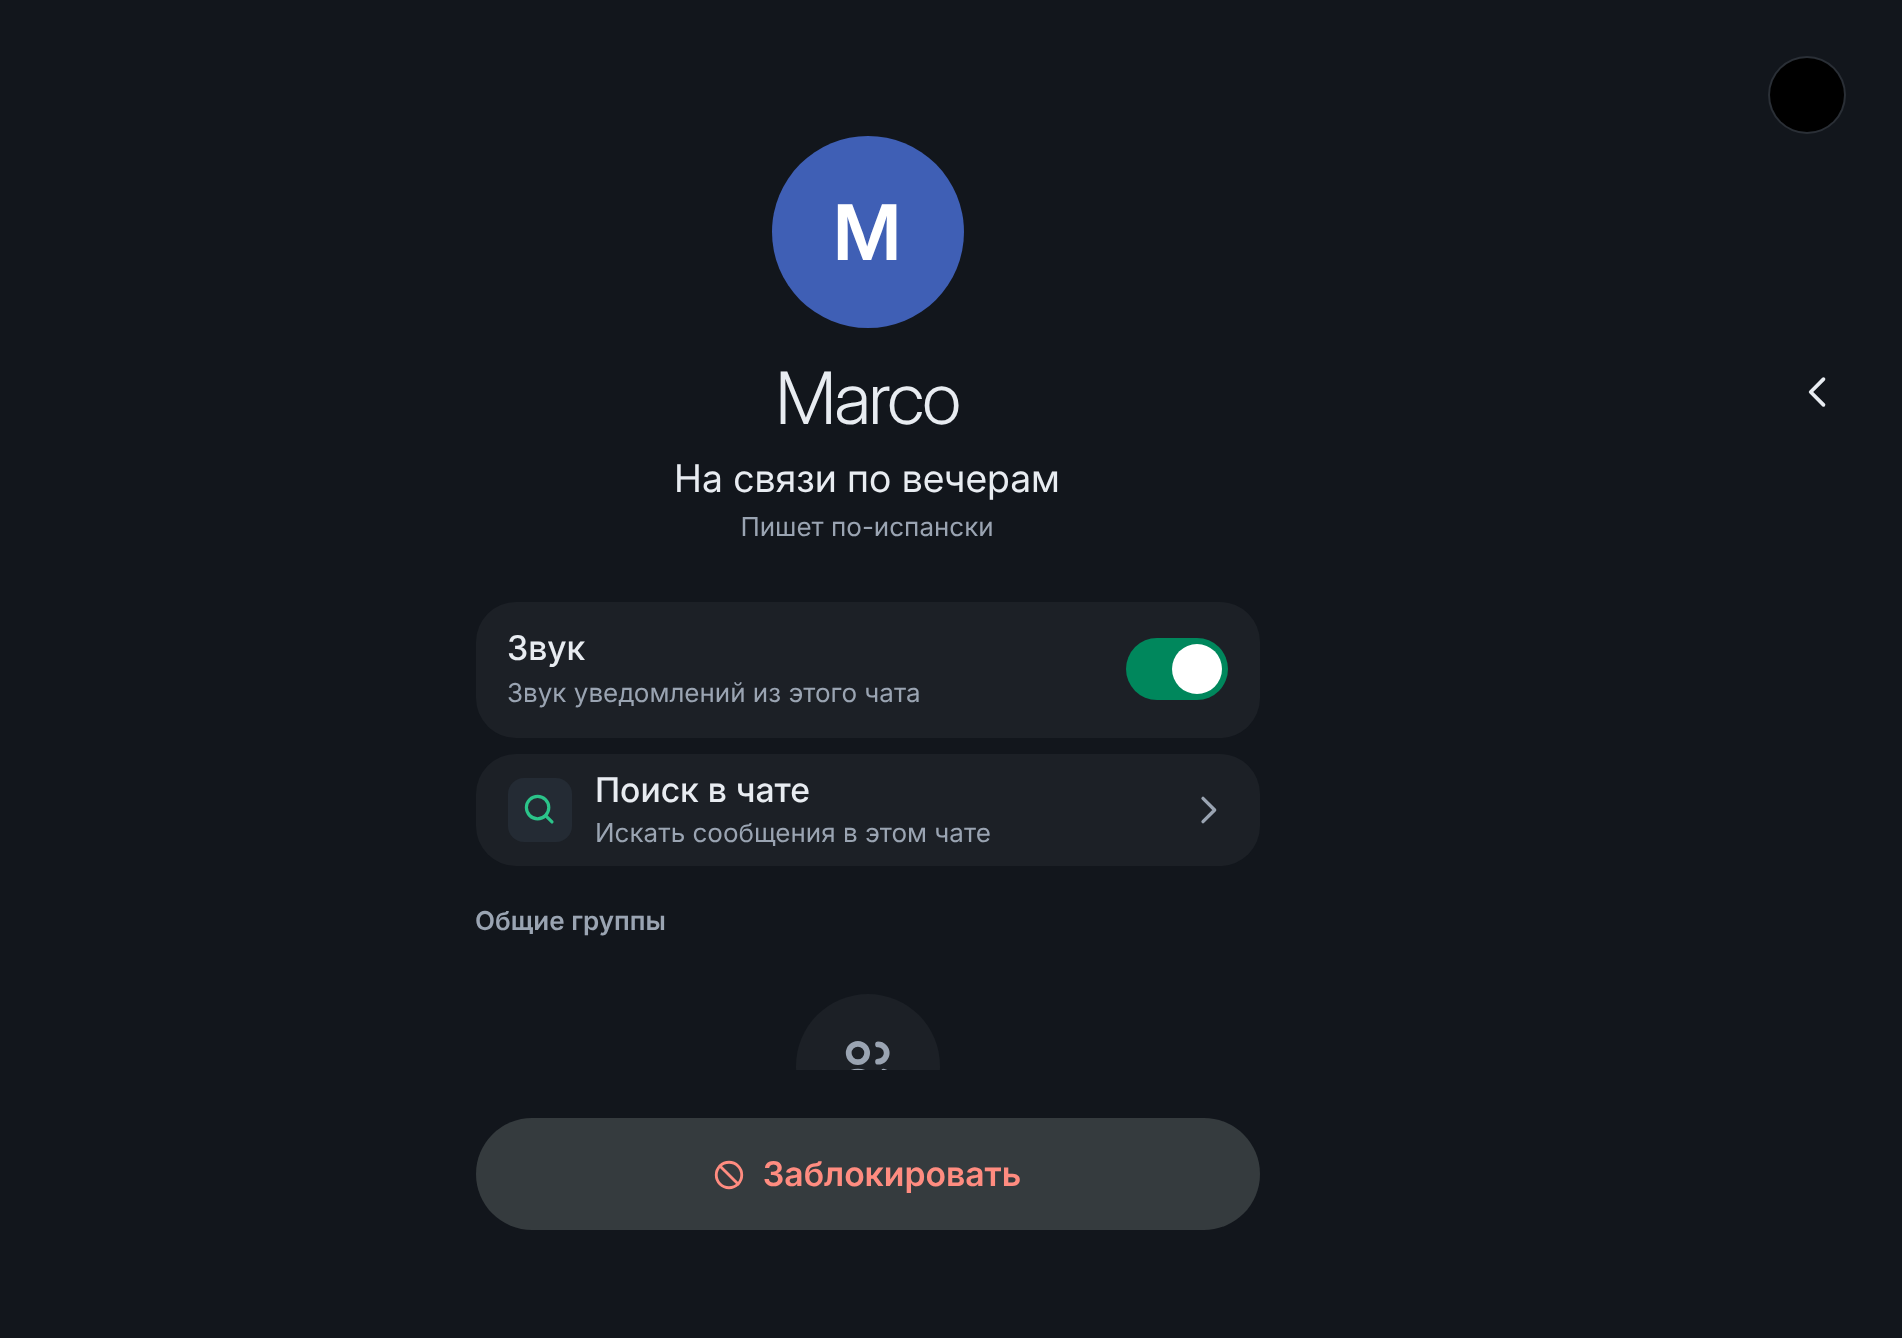 M
Marco
На связи по вечерам
Пишет по-испански
Звук
Звук уведомлений из этого чата
Поиск в чате
Искать сообщения в этом чате
Общие группы
Заблокировать